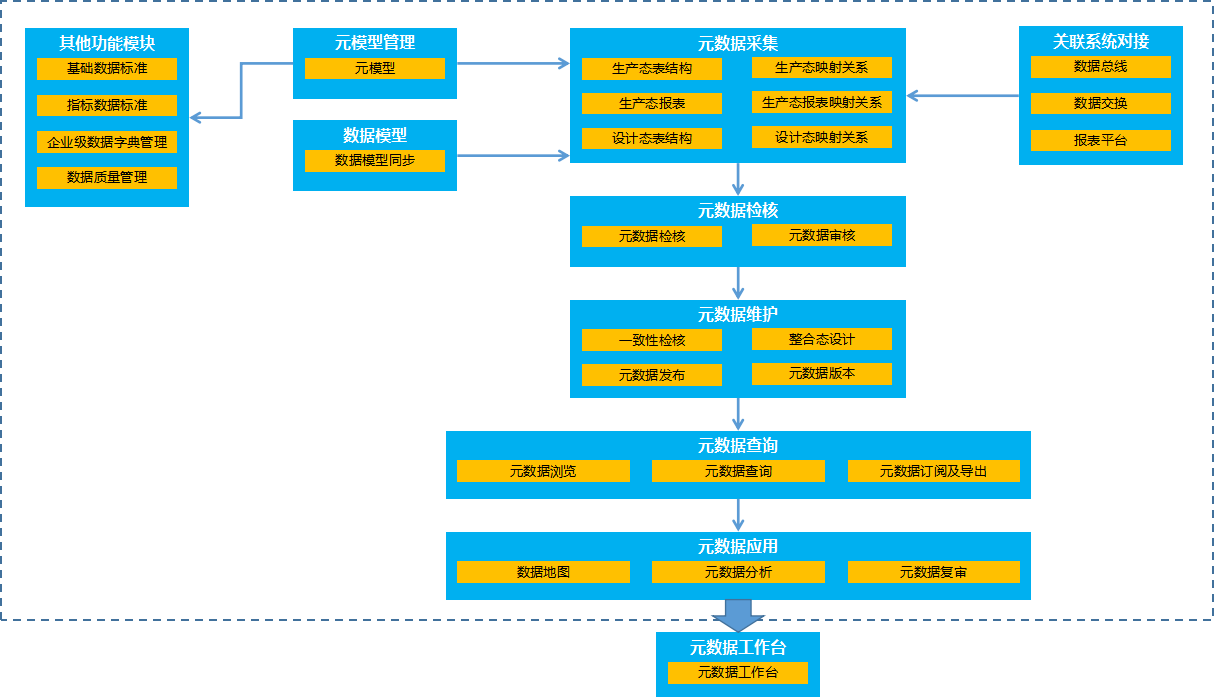 其他功能模块
基础数据标准
指标数据标准
企业级数据字典管理
数据质量管理
元模型管理
元模型
数据模型
数据模型同步
元数据采集
生产态表结构
生产态映射关系
生产态报表
生产态报表映射关系
设计态表结构
设计态映射关系
关联系统对接
数据总线
数据交换
报表平台
元数据检核
元数据检核
元数据审核
元数据维护
一致性检核
整合态设计
元数据发布
元数据版本
元数据查询
元数据浏览
元数据查询
元数据订阅及导出
元数据应用
数据地图
元数据分析
元数据复审
元数据工作台
元数据工作台